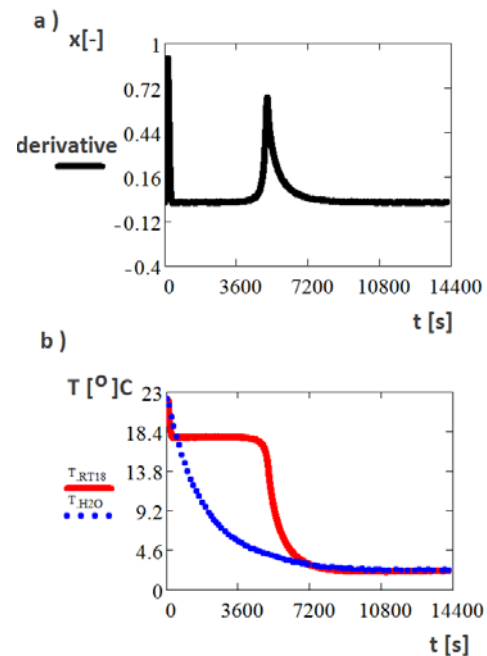 a )
x[-]
1
0.72
0.44
derivative
0.16
-0.12
-0.4
0 3600 7200 10800 14400
t [s]
b )
T [°]C
23
18.4
T.RT18
13.8
T.H2O
9.2
4.6
0
0 3600 7200 10800 14400
t [s]